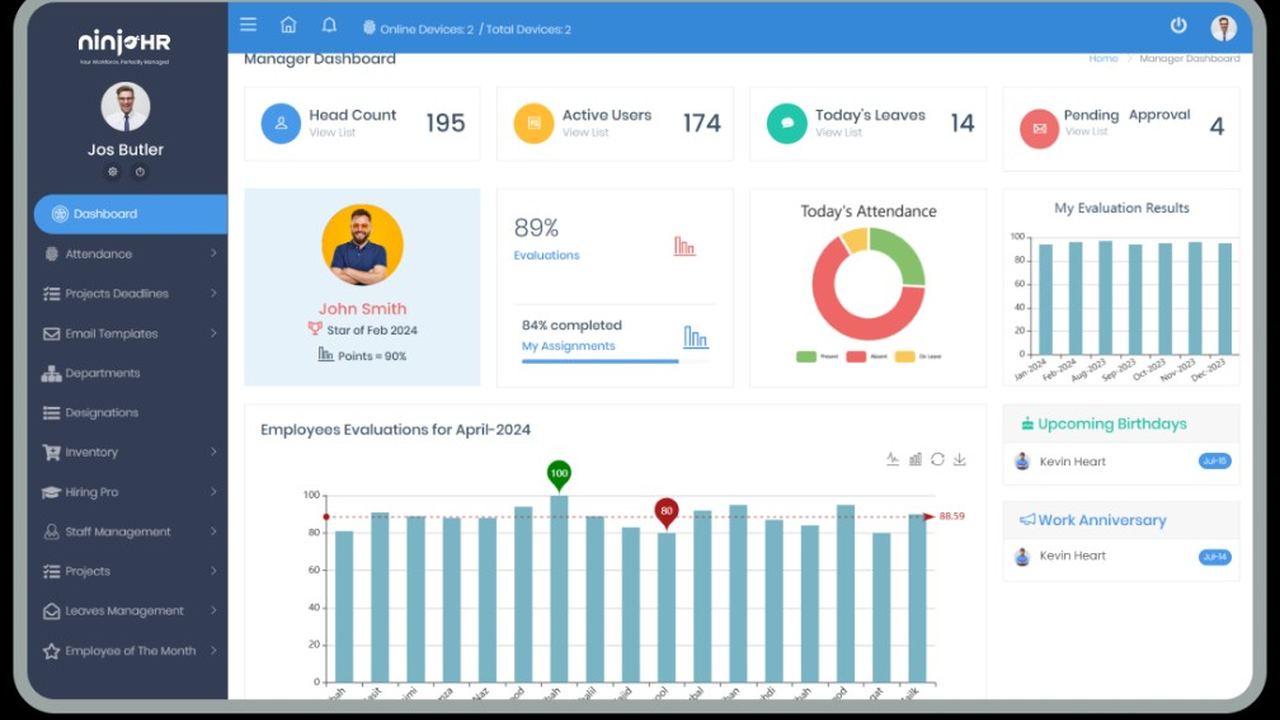 ninjaHR
Your Workforce, Perfectly Managed
Jos Butler
Dashboard
Attendance
Projects Deadlines
Email Templates
Departments
Designations
Inventory
Hiring Pro
Staff Management
Projects
Leaves Management
Employee of The Month
Online Devices: 2 / Total Devices: 2
Manager Dashboard
Home > Manager Dashboard
Head Count 195
View List
Active Users 174
View List
Today's Leaves 14
View List
Pending Approval 4
View List
John Smith
Star of Feb 2024
Points = 90%
89%
Evaluations
84% completed
My Assignments
Today's Attendance
Present Absent On Leave
My Evaluation Results
100
80
60
40
20
0
Jan-2024 Feb-2024 Aug-2023 Sep-2023 Oct-2023 Nov-2023 Dec-2023
Employees Evaluations for April-2024
100
80
100
80
60
40
20
0
88.59
Upcoming Birthdays
Kevin Heart Jul-15
Work Anniversary
Kevin Heart Jul-14